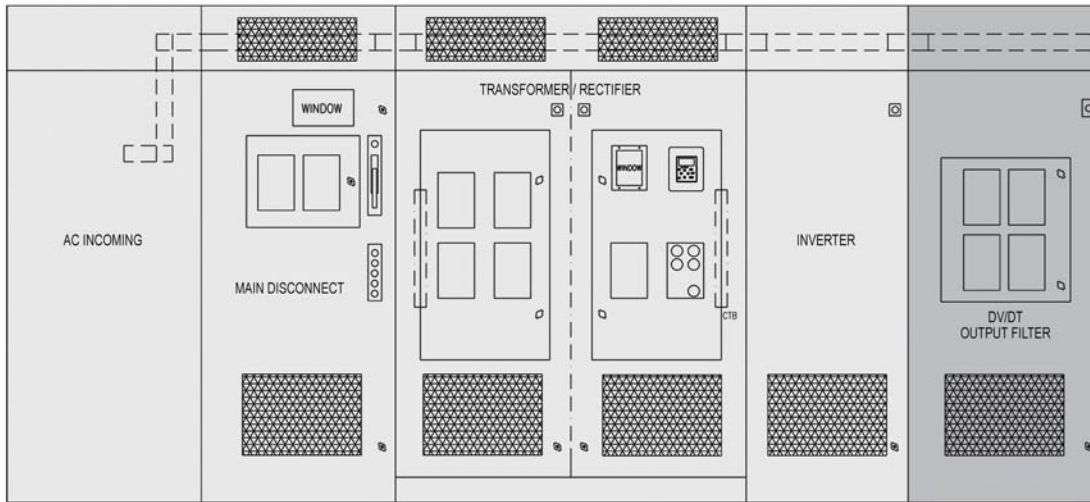 TRANSFORMER / RECTIFIER
WINDOW
WINDOW
AC INCOMING
INVERTER
MAIN DISCONNECT
CTB
DV/DT
OUTPUT FILTER